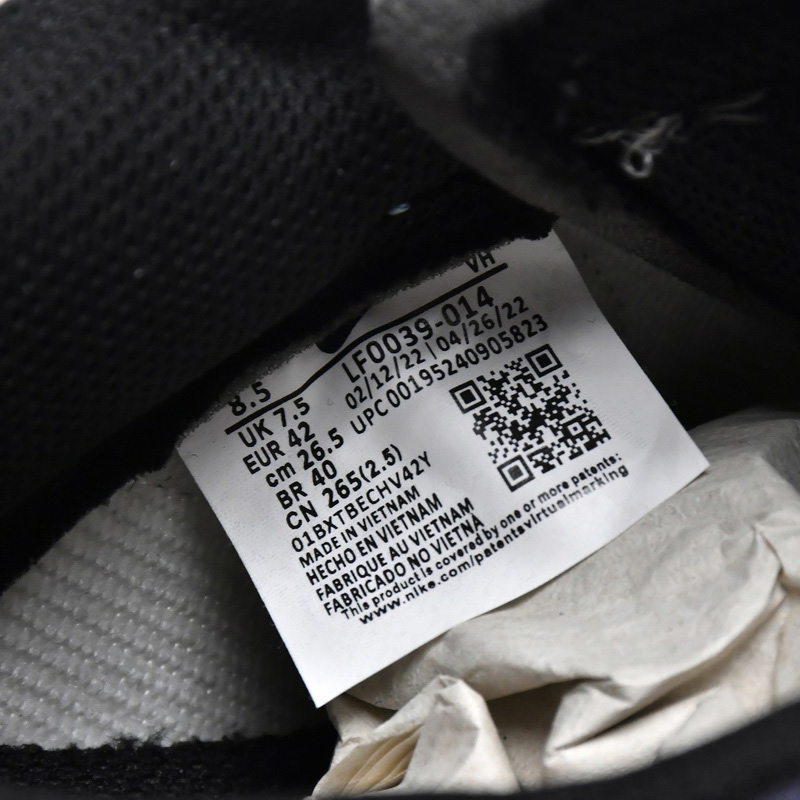 VH
8.5
LF0039-014
UK 7.5
02/12/22 | 04/26/22
EUR 42
UPC 00195240905823
cm 26.5
BR 40
CN 265(2.5)
01BXTBECHV42Y
MADE IN VIETNAM
HECHO EN VIETNAM
FABRIQUE AU VIETNAM
FABRICADO NO VIETNÃ
This product is covered by one or more patents:
www.nike.com/patentsvirtualmarking